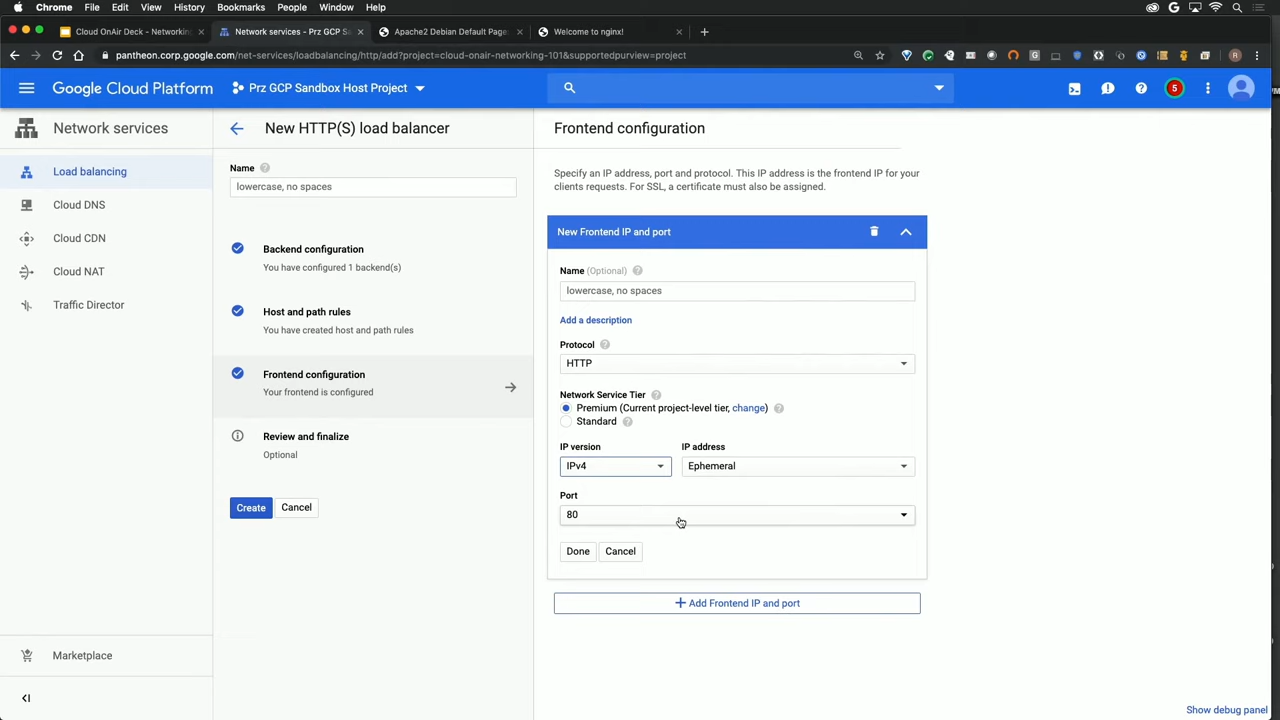 Chrome File Edit View History Bookmarks People Window Help
Cloud OnAir Deck - Networking
Network services - Prz GCP S
Apache2 Debian Default Page
Welcome to nginx!
pantheon.corp.google.com/net-services/loadbalancing/http/add?project=cloud-onair-networking-101&supportedpurview=project
Google Cloud Platform
Prz GCP Sandbox Host Project
5
Network services
Load balancing
Cloud DNS
Cloud CDN
Cloud NAT
Traffic Director
Marketplace
New HTTP(S) load balancer
Name
lowercase, no spaces
Backend configuration
You have configured 1 backend(s)
Host and path rules
You have created host and path rules
Frontend configuration
Your frontend is configured
Review and finalize
Optional
Create Cancel
Frontend configuration
Specify an IP address, port and protocol. This IP address is the frontend IP for your
clients requests. For SSL, a certificate must also be assigned.
New Frontend IP and port
Name (Optional)
lowercase, no spaces
Add a description
Protocol
HTTP
Network Service Tier
Premium (Current project-level tier, change)
Standard
IP version IP address
IPv4 Ephemeral
Port
80
Done Cancel
Add Frontend IP and port
Show debug panel